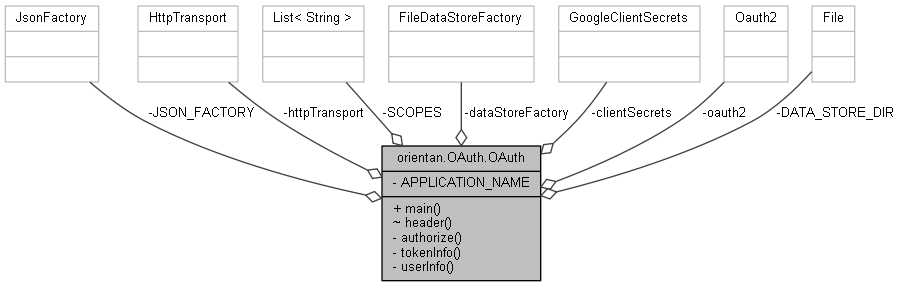 JsonFactory
HttpTransport
List< String >
FileDataStoreFactory
GoogleClientSecrets
Oauth2
File
-JSON_FACTORY
-httpTransport
-SCOPES
-dataStoreFactory
-clientSecrets
-oauth2
-DATA_STORE_DIR
orientan.OAuth.OAuth
- APPLICATION_NAME
+ main()
~ header()
- authorize()
- tokenInfo()
- userInfo()